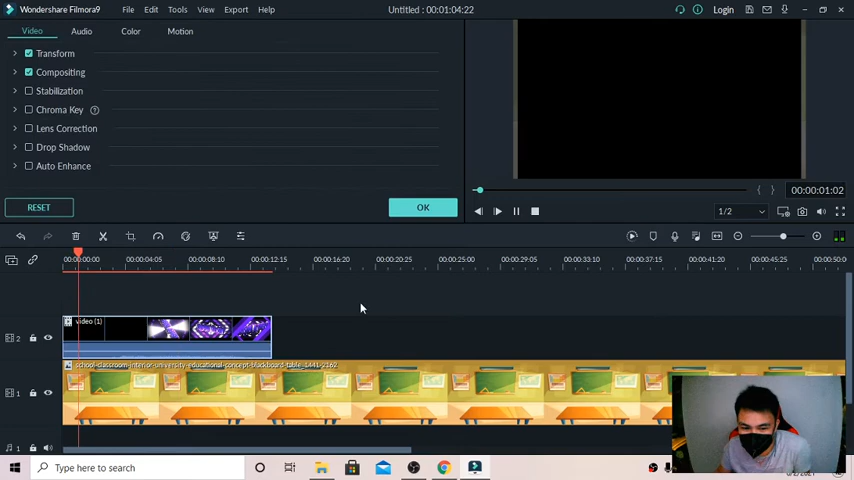 Wondershare Filmora9 File Edit Tools View Export Help Untitled : 00:01:04:22 Login
Video Audio Color Motion
Transform
Compositing
Stabilization
Chroma Key
Lens Correction
Drop Shadow
Auto Enhance
RESET OK
00:00:01:02
1/2
00:00:00:00 00:00:04:05 00:00:08:10 00:00:12:15 00:00:16:20 00:00:20:25 00:00:25:00 00:00:29:05 00:00:33:10 00:00:37:15 00:00:41:20 00:00:45:25 00:00:50:0
video (1)
2
school-classroom-interior-university-educational-concept-blackboard-table_1441-2162
1
1
Type here to search